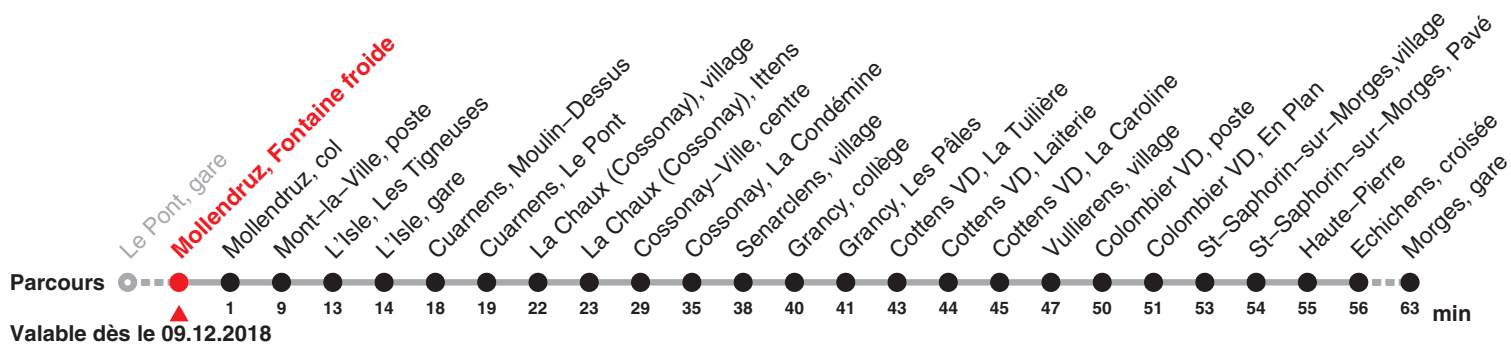 Le Pont, gare
Mollendruz, Fontaine froide
Mollendruz, col
Mont–la–Ville, poste
L'Isle, Les Tigneuses
L'Isle, gare
Cuarnens, Moulin–Dessus
Cuarnens, Le Pont
La Chaux (Cossonay), village
La Chaux (Cossonay), Ittens
Cossonay–Ville, centre
Cossonay, La Condémine
Senarclens, village
Grancy, collège
Grancy, Les Pâles
Cottens VD, La Tuilière
Cottens VD, Laiterie
Cottens VD, La Caroline
Vullierens, village
Colombier VD, poste
Colombier VD, En Plan
St–Saphorin–sur–Morges,village
St–Saphorin–sur–Morges, Pavé
Haute–Pierre
Echichens, croisée
Morges, gare
Parcours
1 9 13 14 18 19 22 23 29 35 38 40 41 43 44 45 47 50 51 53 54 55 56 63 min
Valable dès le 09.12.2018